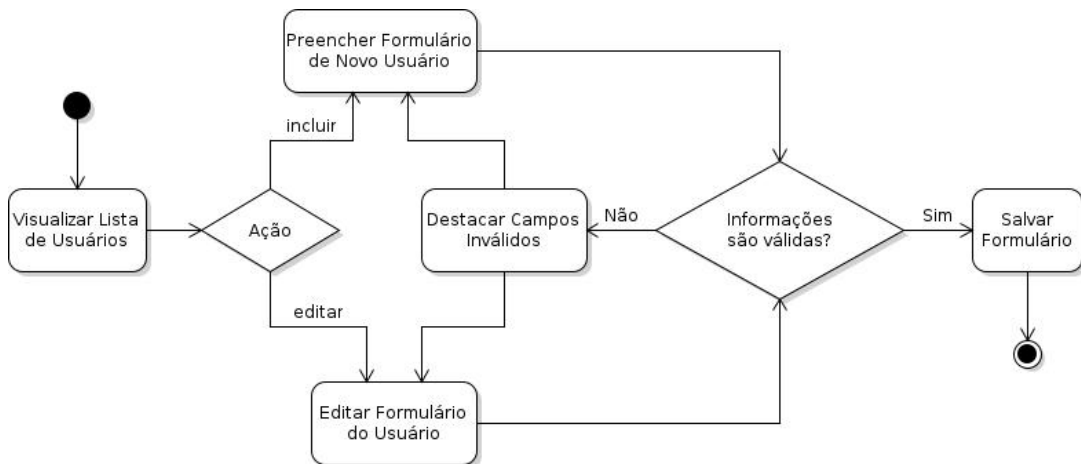 Preencher Formulário
de Novo Usuário
incluir
Visualizar Lista
de Usuários
Ação
Destacar Campos
Inválidos
Não
Informações
são válidas?
Sim
Salvar
Formulário
editar
Editar Formulário
do Usuário